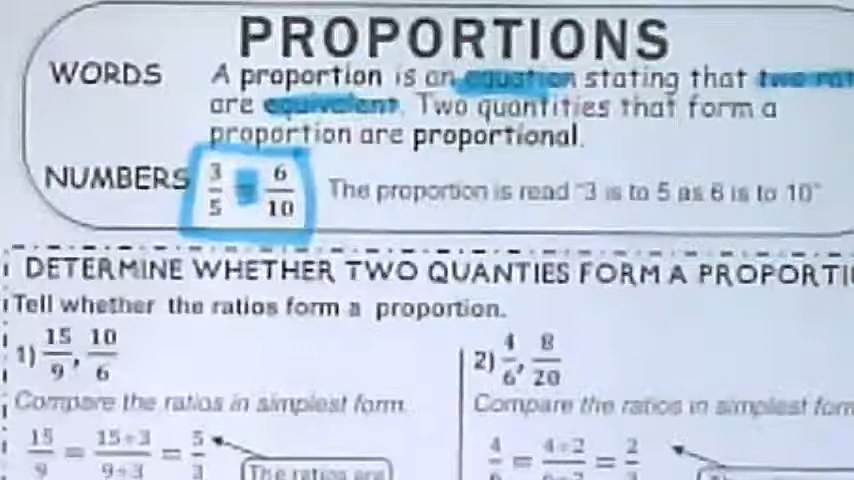 PROPORTIONS
WORDS A proportion is an equation stating that two
are equivalent. Two quantities that form a
proportion are proportional.
NUMBERS 3/5 = 6/10 The proportion is read "3 is to 5 as 6 is to 10"
DETERMINE WHETHER TWO QUANTIES FORM A
Tell whether the ratios form a proportion.
1) 15/9, 10/6
2) 4/6, 8/20
Compare the ratios in simplest form.
Compare the ratios in simplest
15/9 = 15÷3/9÷3 = 5/3
4/6 = 4÷2/6÷2 = 2/3
The ratios are